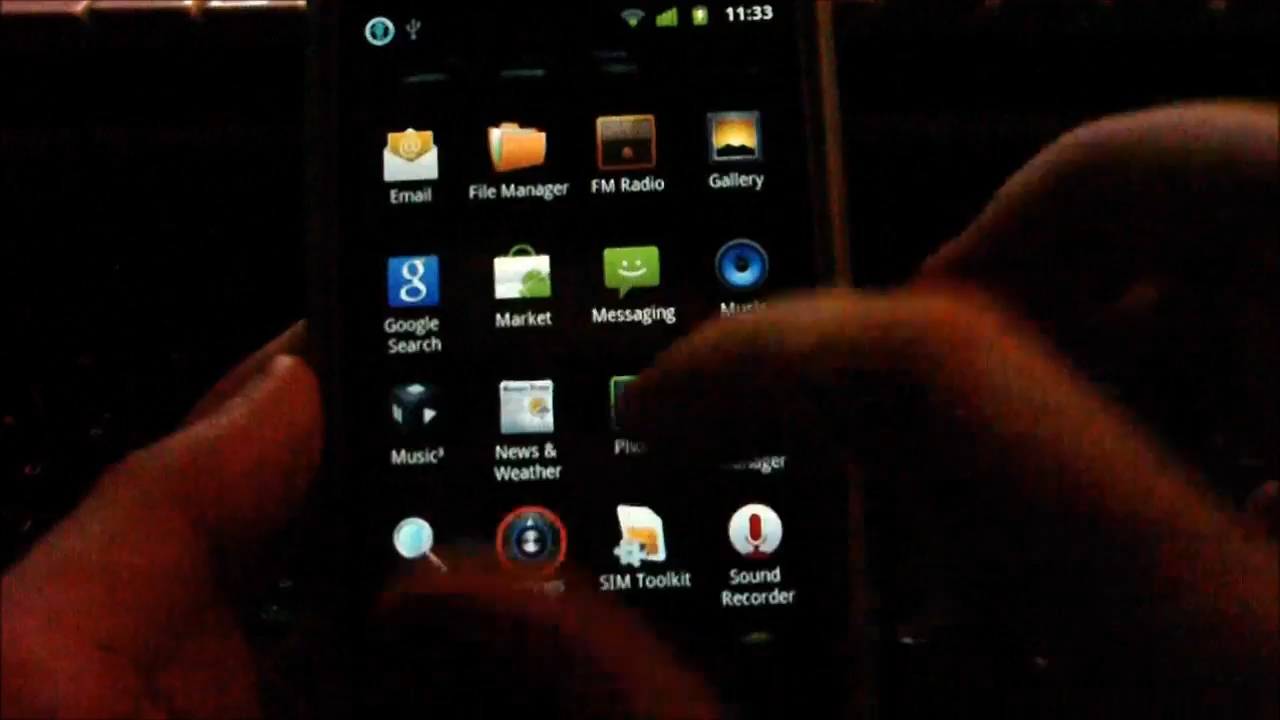 11:33
Email
File Manager
FM Radio
Gallery
Google
Search
Market
Messaging
Music
Music³
News &
Weather
SIM Toolkit
Sound
Recorder